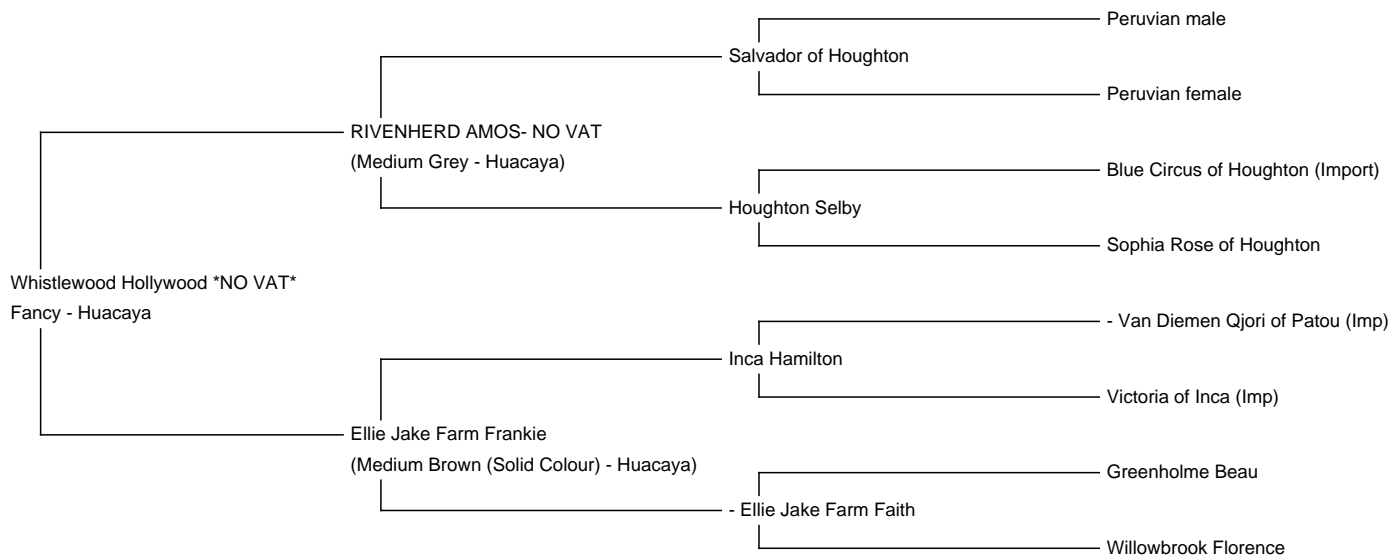 Peruvian male
Salvador of Houghton
Peruvian female
RIVENHERD AMOS- NO VAT
(Medium Grey - Huacaya)
Blue Circus of Houghton (Import)
Houghton Selby
Sophia Rose of Houghton
Whistlewood Hollywood *NO VAT*
Fancy - Huacaya
- Van Diemen Qjori of Patou (Imp)
Inca Hamilton
Victoria of Inca (Imp)
Ellie Jake Farm Frankie
(Medium Brown (Solid Colour) - Huacaya)
Greenholme Beau
- Ellie Jake Farm Faith
Willowbrook Florence